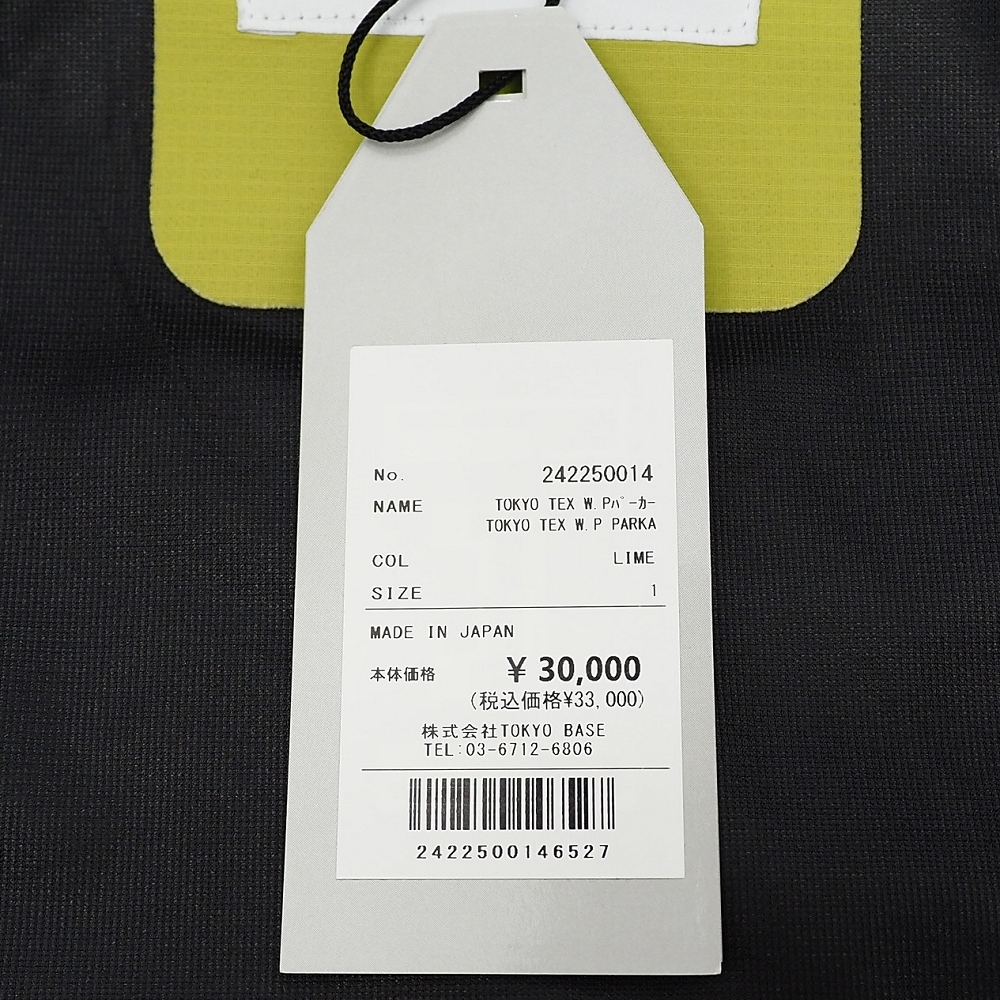 No. 242250014
NAME TOKYO TEX W.Pﾊﾟｰｶｰ
TOKYO TEX W.P PARKA
COL LIME
SIZE 1
MADE IN JAPAN
本体価格 ¥ 30,000
(税込価格¥33,000)
株式会社TOKYO BASE
TEL:03-6712-6806
2422500146527